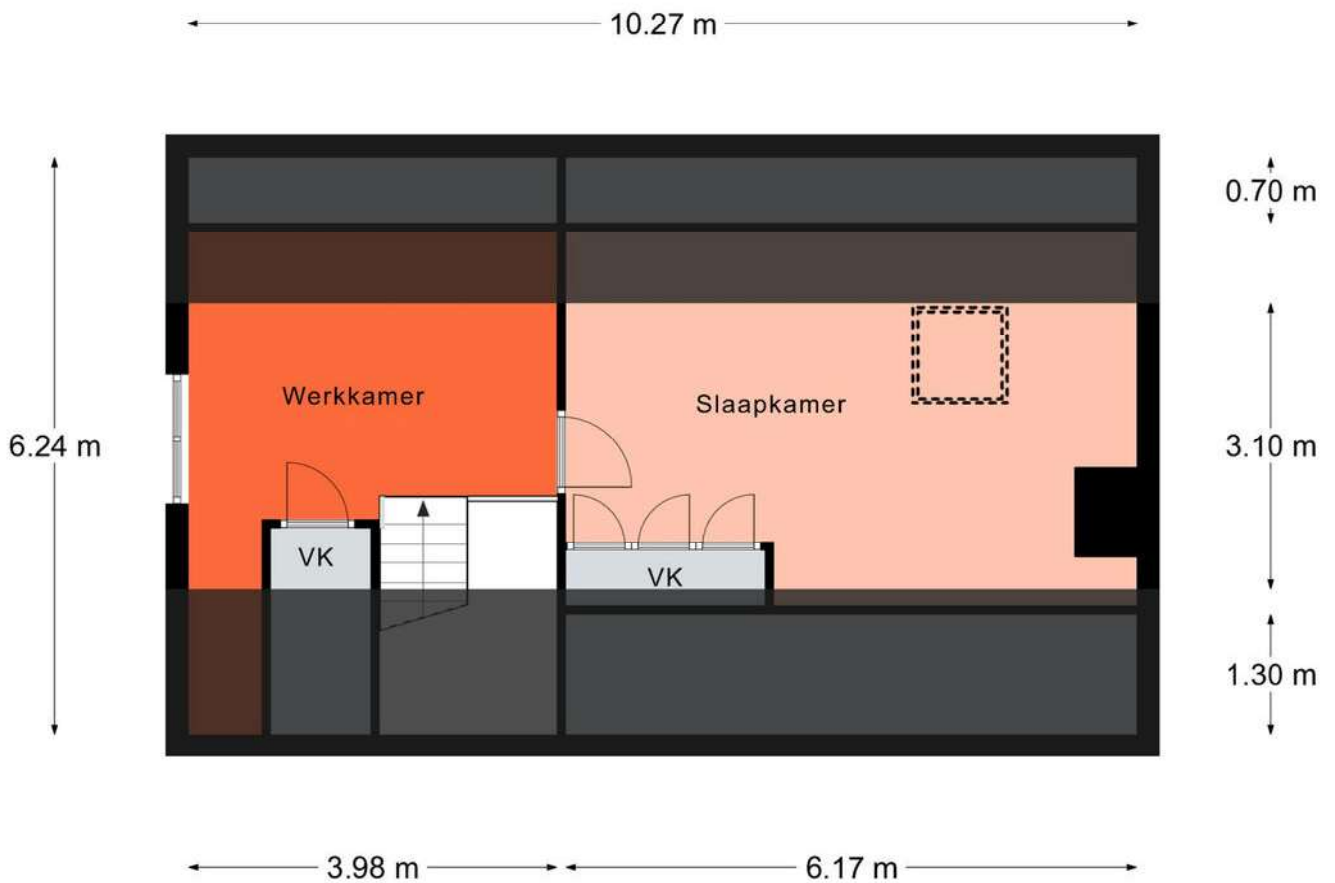 10.27 m
0.70 m
Werkkamer
Slaapkamer
6.24 m
3.10 m
VK
VK
1.30 m
3.98 m
6.17 m